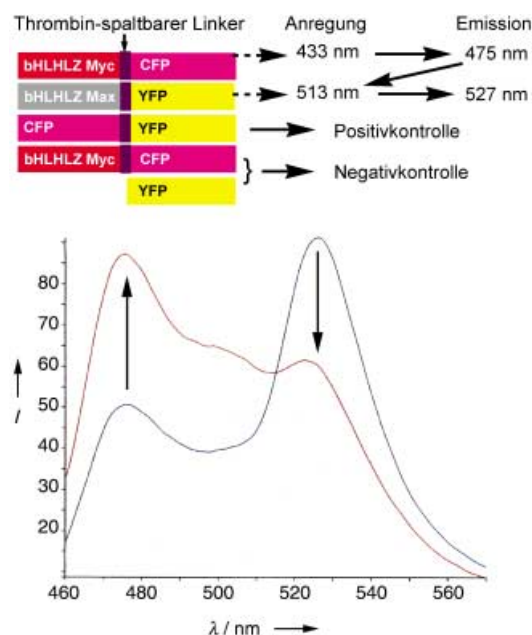 Thrombin-spaltbarer Linker Anregung Emission
bHLHLZ Myc CFP 433 nm 475 nm
bHLHLZ Max YFP 513 nm 527 nm
CFP YFP Positivkontrolle
bHLHLZ Myc CFP } Negativkontrolle
YFP
80
70
60
I
50
40
30
20
460 480 500 520 540 560
λ / nm